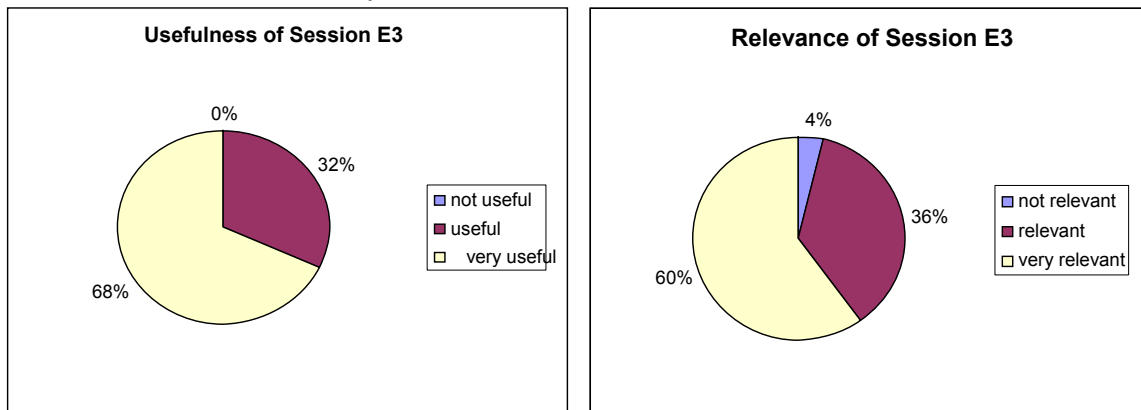 Usefulness of Session E3
0%
32%
68%
not useful
useful
very useful
Relevance of Session E3
4%
36%
60%
not relevant
relevant
very relevant